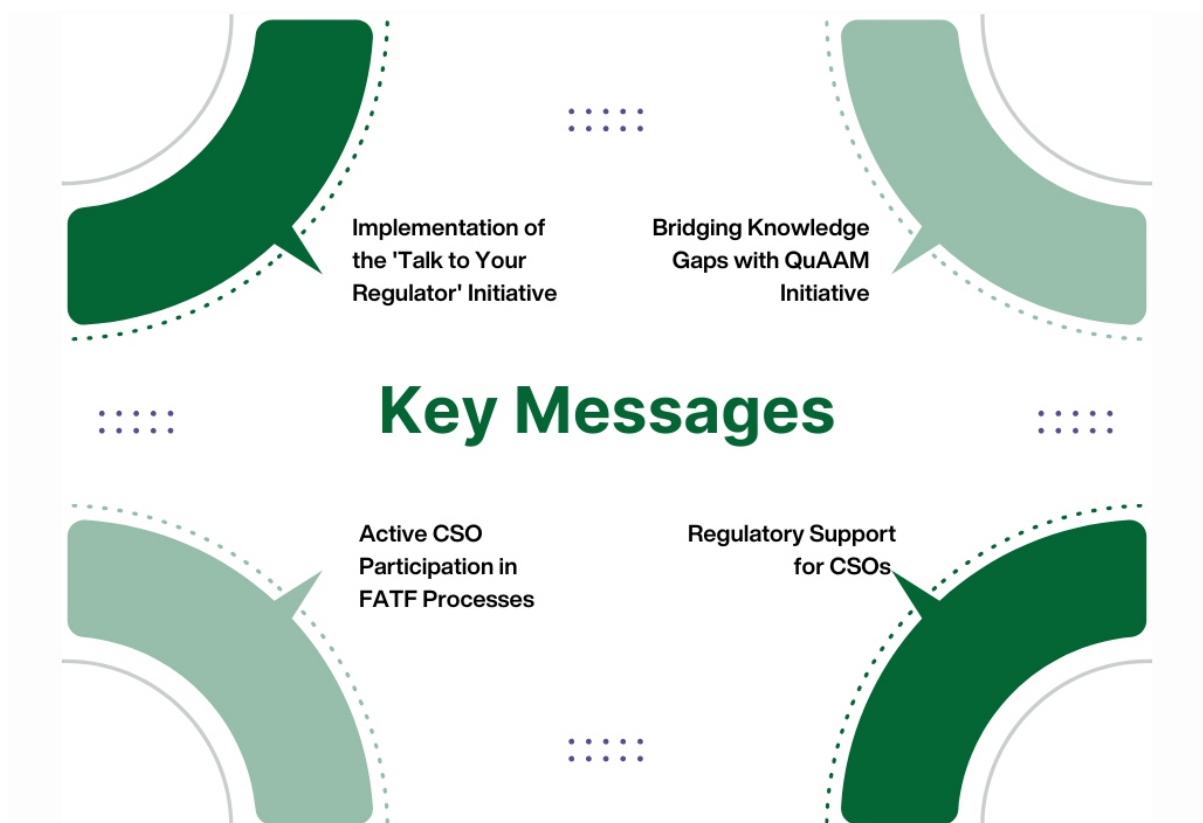 Implementation of
the 'Talk to Your
Regulator' Initiative
Bridging Knowledge
Gaps with QuAAM
Initiative
Key Messages
Active CSO
Participation in
FATF Processes
Regulatory Support
for CSOs